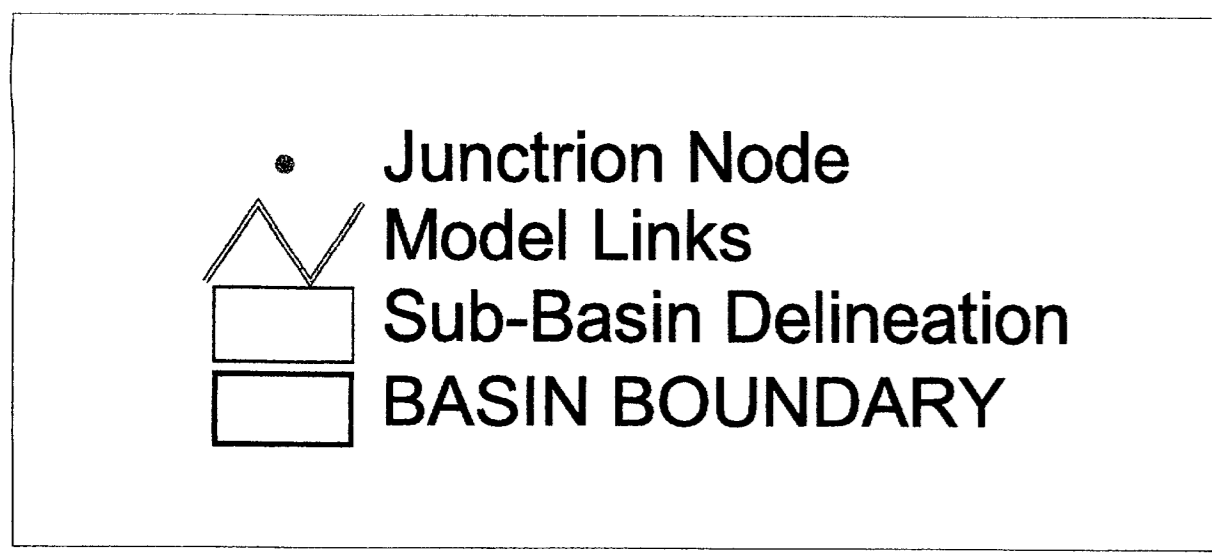 Junctrion Node
Model Links
Sub-Basin Delineation
BASIN BOUNDARY